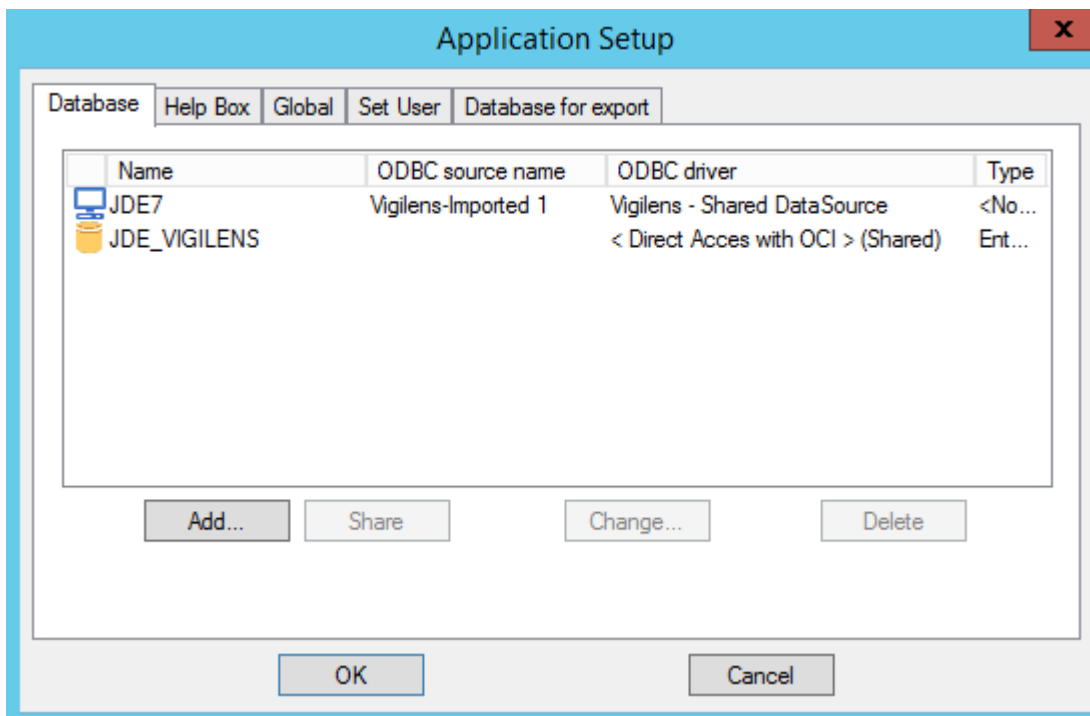 Application Setup
x
Database Help Box Global Set User Database for export
Name ODBC source name ODBC driver Type
JDE7 Vigilens-Imported 1 Vigilens - Shared DataSource <No...
JDE_VIGILENS < Direct Acces with OCI > (Shared) Ent...
Add... Share Change... Delete
OK Cancel